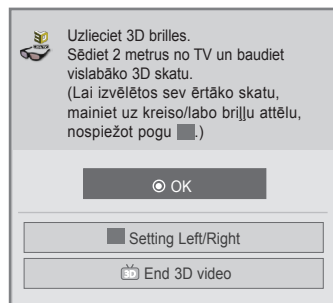 Uzlieciet 3D brilles.
Sēdiet 2 metrus no TV un baudiet
vislabāko 3D skatu.
(Lai izvēlētos sev ērtāko skatu,
mainiet uz kreiso/labo briļļu attēlu,
nospiežot pogu .)
OK
Setting Left/Right
3D End 3D video